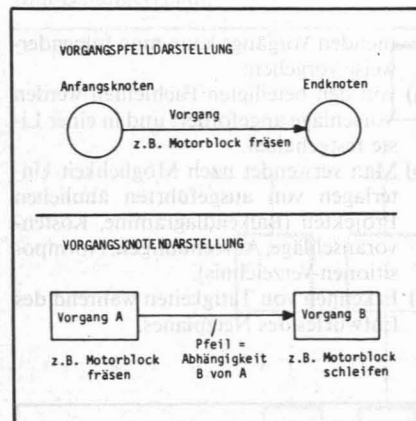 VORGANGSPFEILDARSTELLUNG
Anfangsknoten
Endknoten
Vorgang
z.B. Motorblock fräsen
VORGANGSKNOTENDARSTELLUNG
Vorgang A
Vorgang B
z.B. Motorblock
fräsen
Pfeil =
Abhängigkeit
B von A
z.B. Motorblock
schleifen